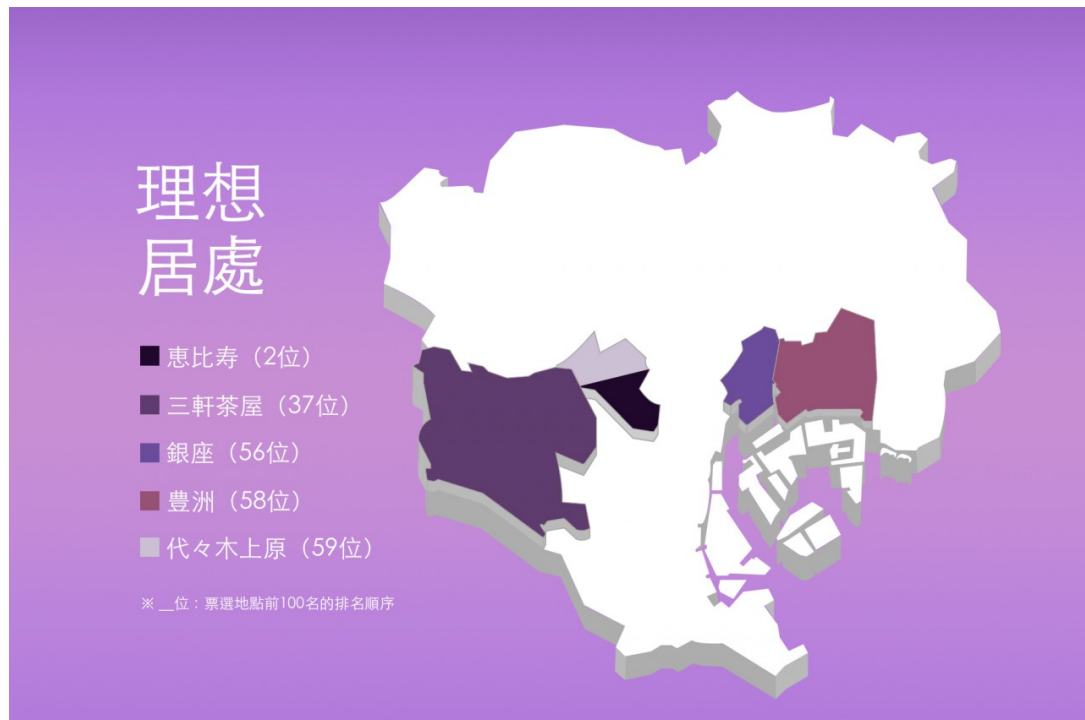 理想
居處
恵比寿（2位）
三軒茶屋（37位）
銀座（56位）
豊洲（58位）
代々木上原（59位）
※ __位：票選地點前100名的排名順序